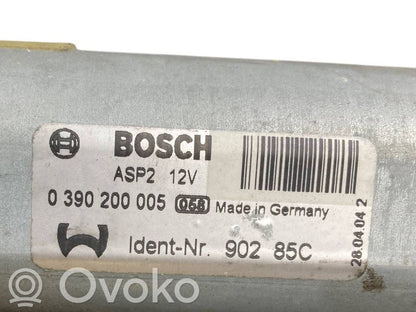 BOSCH
ASP2 12V
0 390 200 005 058 Made in Germany
Ident-Nr. 902 85C
28.04.04 2
Ovoko